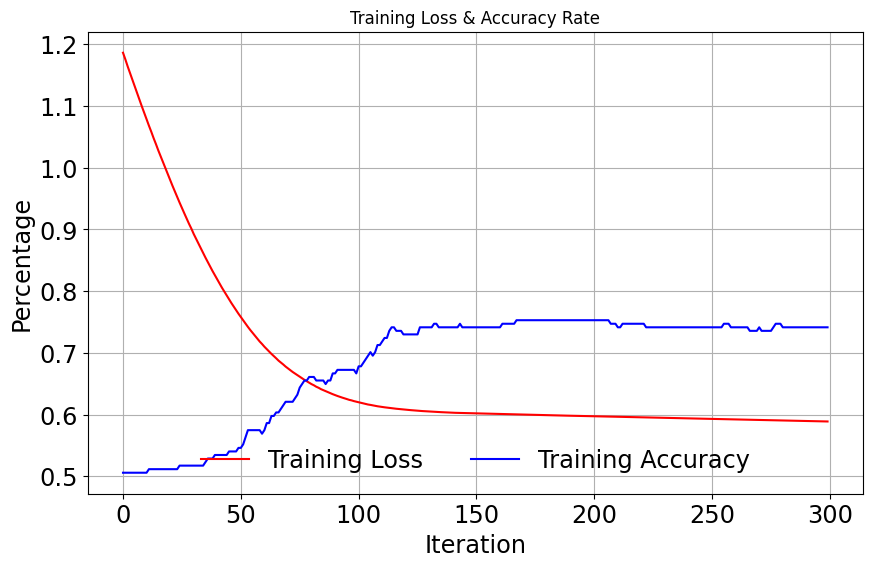 Training Loss & Accuracy Rate
1.2
1.1
1.0
0.9
0.8
0.7
0.6
0.5
Percentage
Training Loss Training Accuracy
0 50 100 150 200 250 300
Iteration